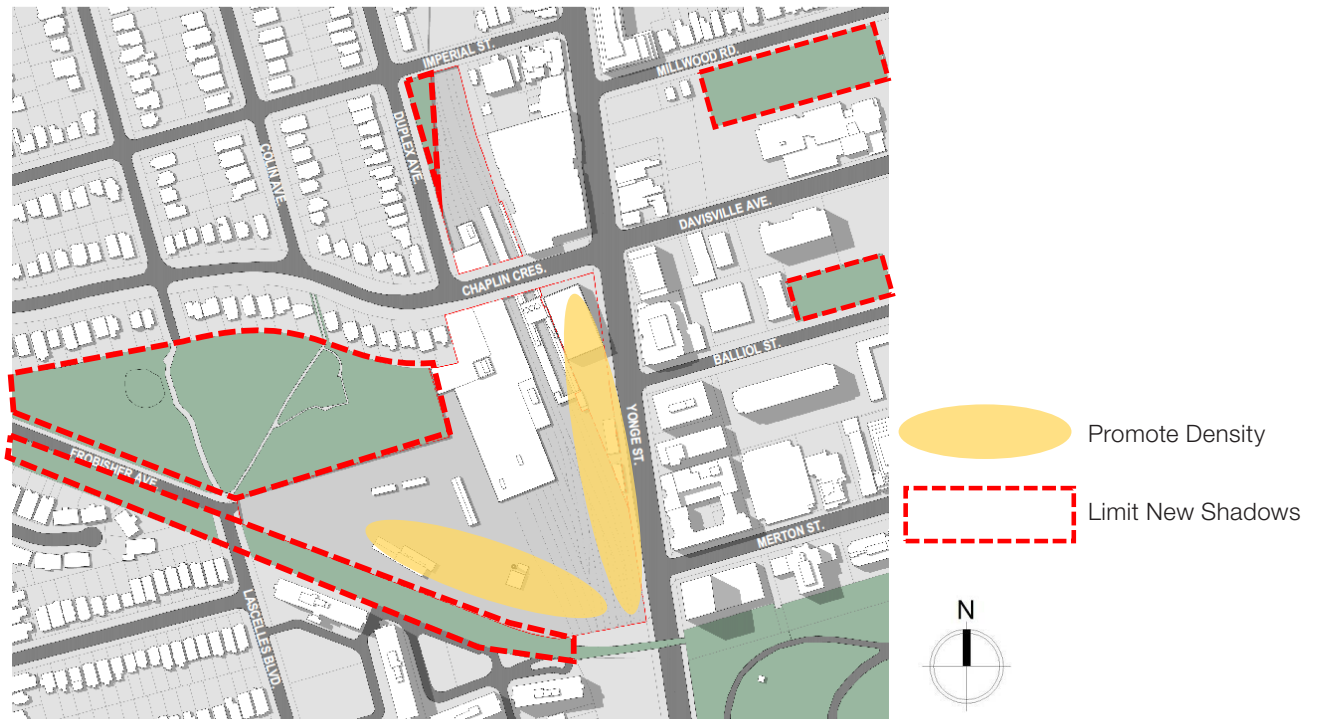 IMPERIAL ST.
MILLWOOD RD.
COLIN AVE.
DUPLEX AVE.
DAVISVILLE AVE.
CHAPLIN CRES.
BALLIOL ST.
YONGE ST.
Promote Density
FROBISHER AVE.
Limit New Shadows
MERTON ST.
LASCELLES BLVD.
N